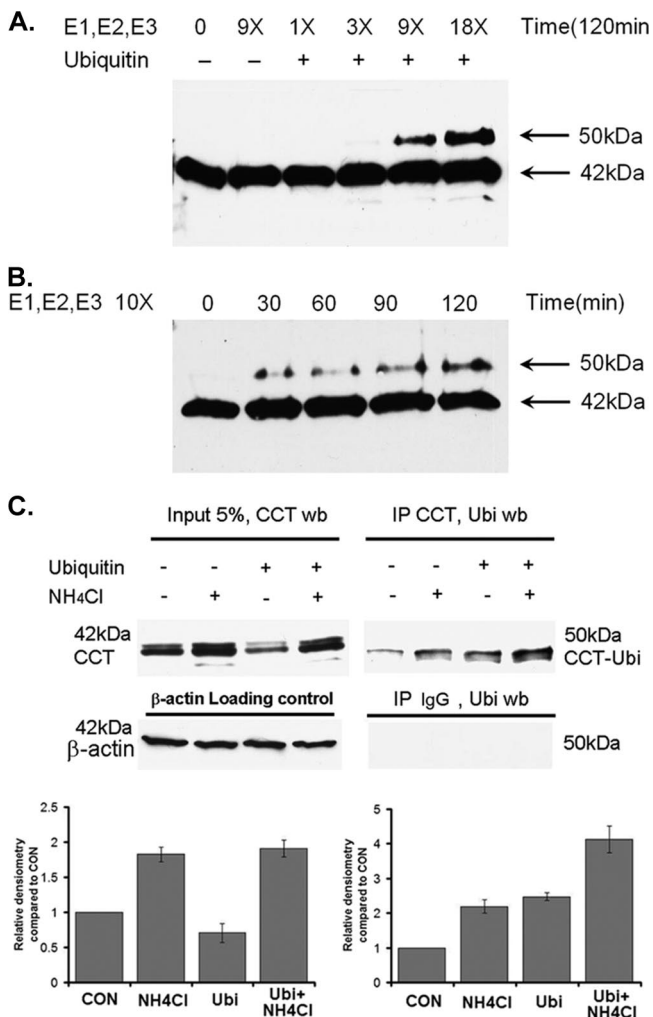 A.
E1,E2,E3 0 9X 1X 3X 9X 18X Time(120min
Ubiquitin – – + + + +
50kDa
42kDa
B.
E1,E2,E3 10X 0 30 60 90 120 Time(min)
50kDa
42kDa
C.
Input 5%, CCT wb IP CCT, Ubi wb
Ubiquitin - - + + - - + +
NH4Cl - + - + - + - +
42kDa
CCT
50kDa
CCT-Ubi
β-actin Loading control IP IgG , Ubi wb
42kDa
β-actin
50kDa
Relative densiometry
compared to CON
2.5
2
1.5
1
0.5
0
CON NH4Cl Ubi Ubi+
NH4Cl
Relative densiometry
compared to CON
5
4
3
2
1
0
CON NH4Cl Ubi Ubi+
NH4Cl